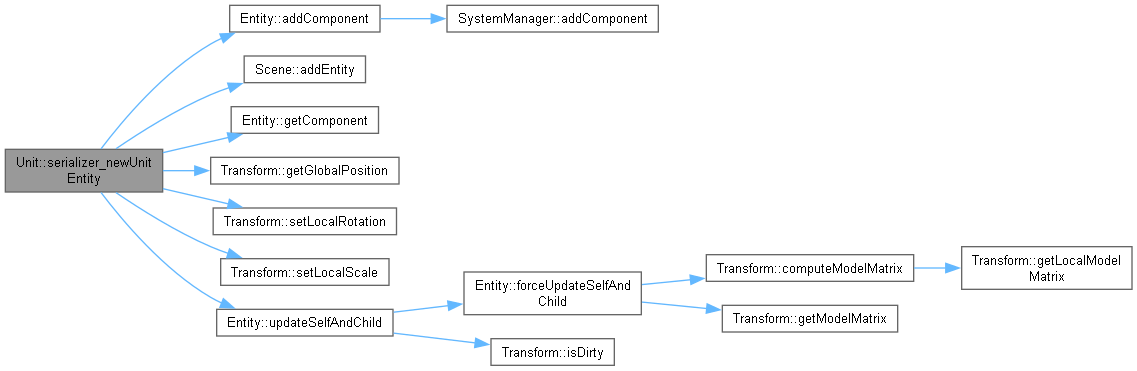 Entity::addComponent
SystemManager::addComponent
Scene::addEntity
Entity::getComponent
Unit::serializer_newUnit
Entity
Transform::getGlobalPosition
Transform::setLocalRotation
Transform::setLocalScale
Entity::updateSelfAndChild
Entity::forceUpdateSelfAnd
Child
Transform::computeModelMatrix
Transform::getLocalModel
Matrix
Transform::getModelMatrix
Transform::isDirty